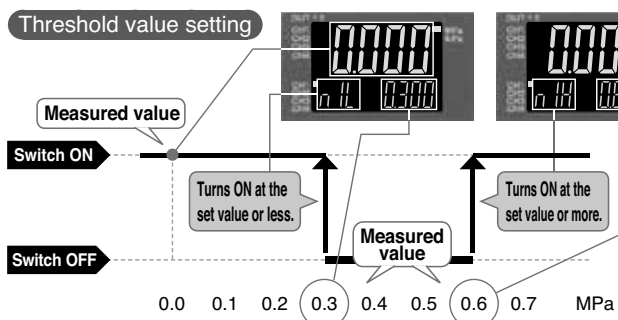 Threshold value setting
0.000
n1L 0.300
0.00
n1H
Measured value
Switch ON
Turns ON at the
set value or less.
Turns ON at the
set value or more.
Measured
value
Switch OFF
0.0 0.1 0.2 0.3 0.4 0.5 0.6 0.7 MPa